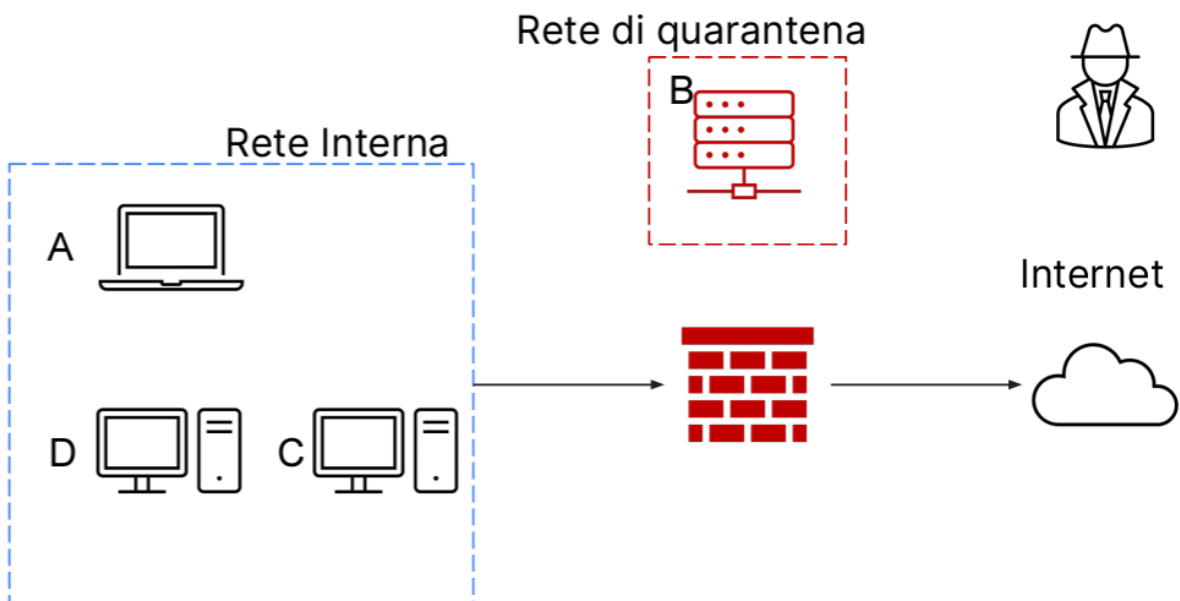 Rete di quarantena
B
Rete Interna
A
Internet
D
C